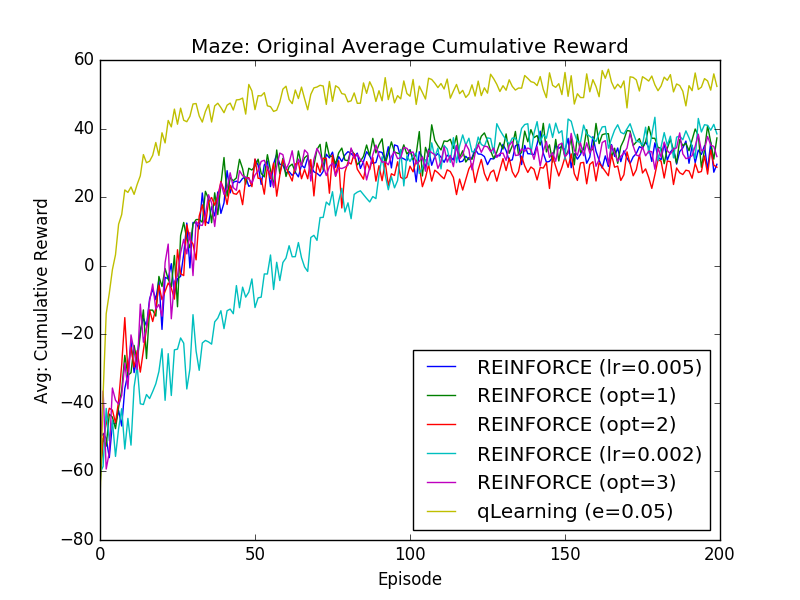 Maze: Original Average Cumulative Reward
60
40
20
0
−20
−40
−60
−80
Avg: Cumulative Reward
REINFORCE (lr=0.005)
REINFORCE (opt=1)
REINFORCE (opt=2)
REINFORCE (lr=0.002)
REINFORCE (opt=3)
qLearning (e=0.05)
0 50 100 150 200
Episode